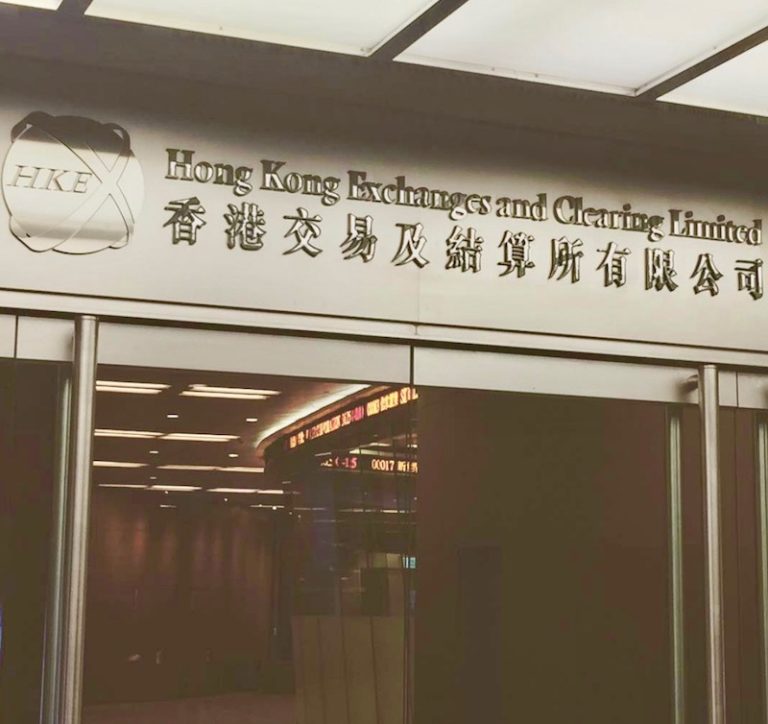 HKEX
Hong Kong Exchanges and Clearing Limited
香港交易及結算所有限公司
00017